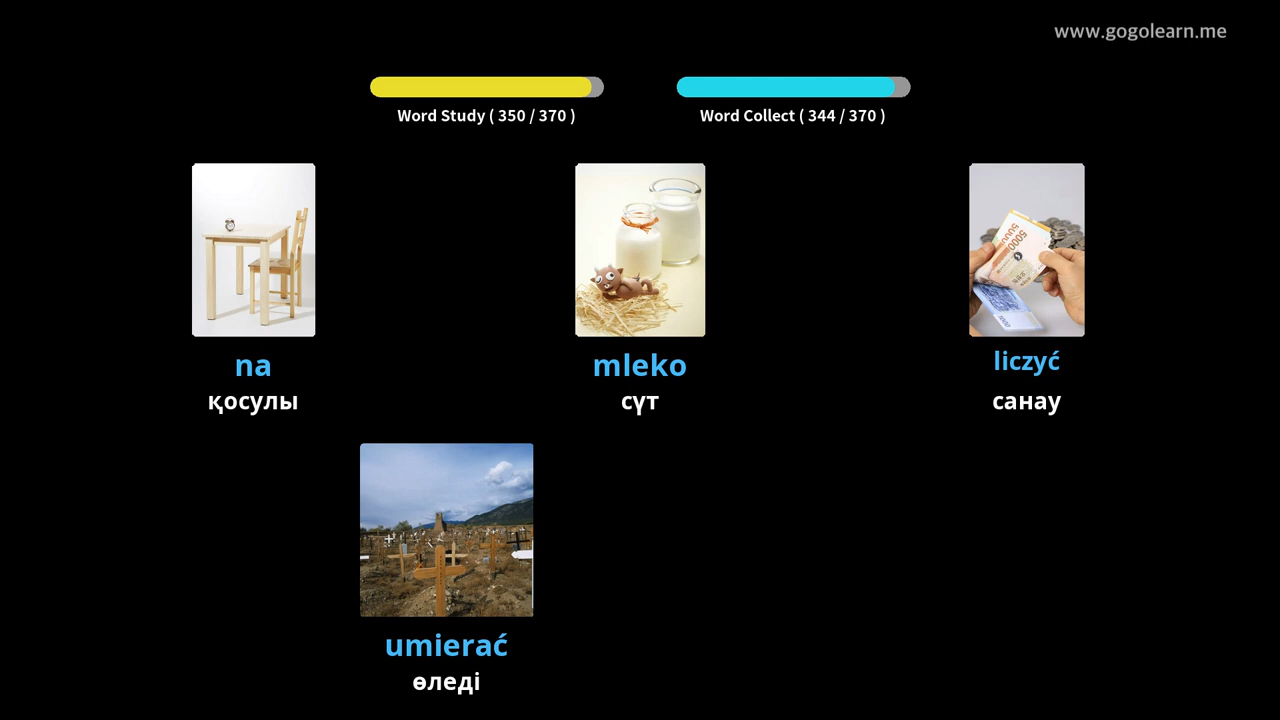 www.gogolearn.me
Word Study ( 350 / 370 )
Word Collect ( 344 / 370 )
na
қосулы
mleko
сүт
liczyć
санау
umierać
өледі